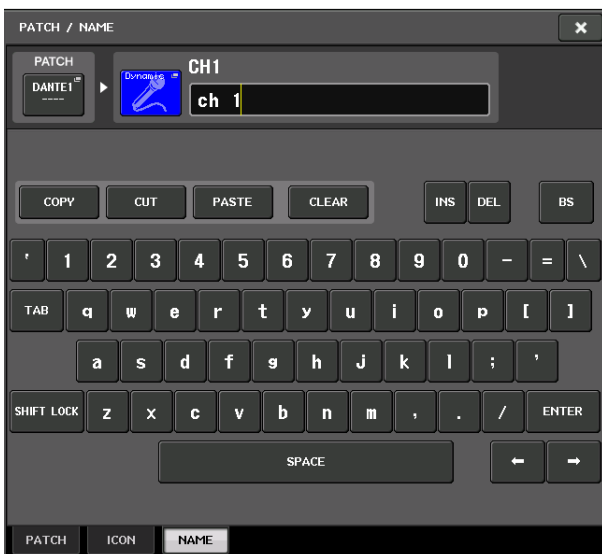 PATCH / NAME
PATCH
DANTE1
----
Dynamic
CH1
ch 1
COPY CUT PASTE CLEAR INS DEL BS
' 1 2 3 4 5 6 7 8 9 0 - = \
TAB q w e r t y u i o p [ ]
a s d f g h j k l ; '
SHIFT LOCK z x c v b n m , . / ENTER
SPACE ← →
PATCH ICON NAME